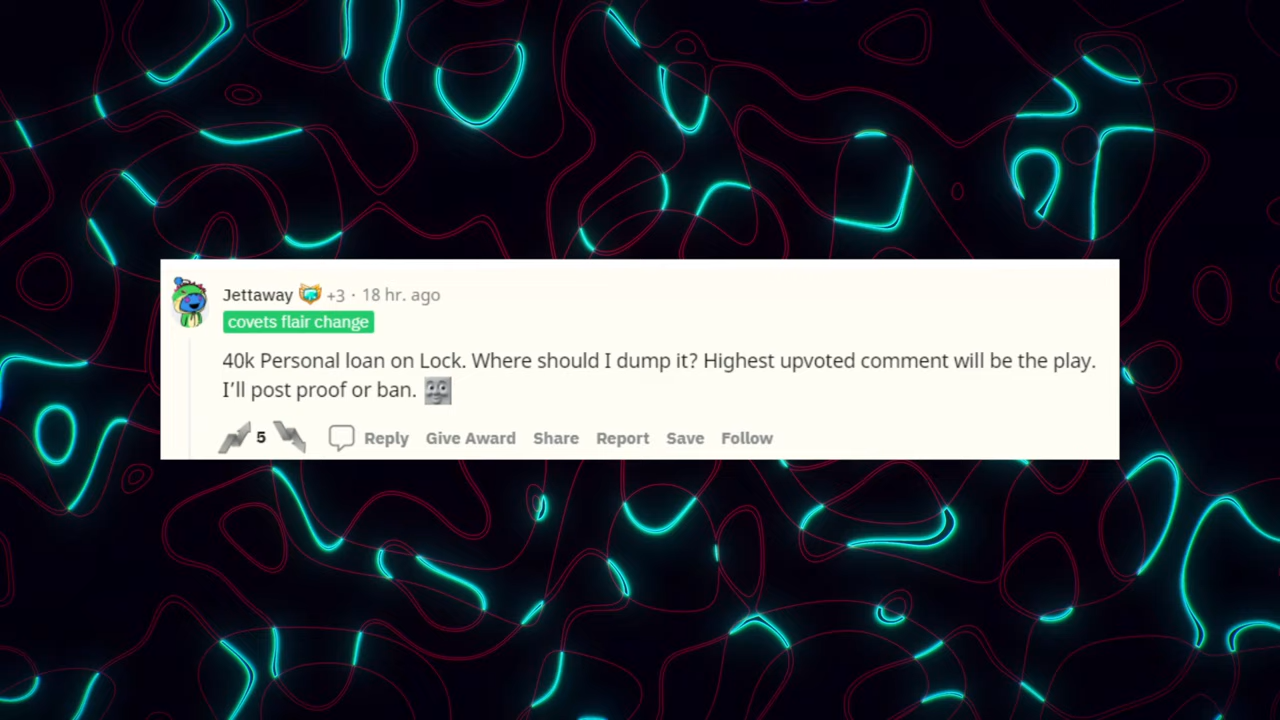 Jettaway +3 · 18 hr. ago
covets flair change
40k Personal loan on Lock. Where should I dump it? Highest upvoted comment will be the play.
I’ll post proof or ban.
5 Reply Give Award Share Report Save Follow